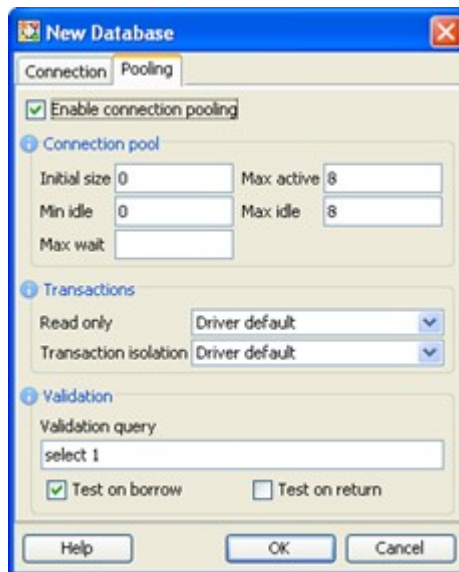 New Database
Connection Pooling
Enable connection pooling
Connection pool
Initial size 0 Max active 8
Min idle 0 Max idle 8
Max wait
Transactions
Read only Driver default
Transaction isolation Driver default
Validation
Validation query
select 1
Test on borrow Test on return
Help OK Cancel